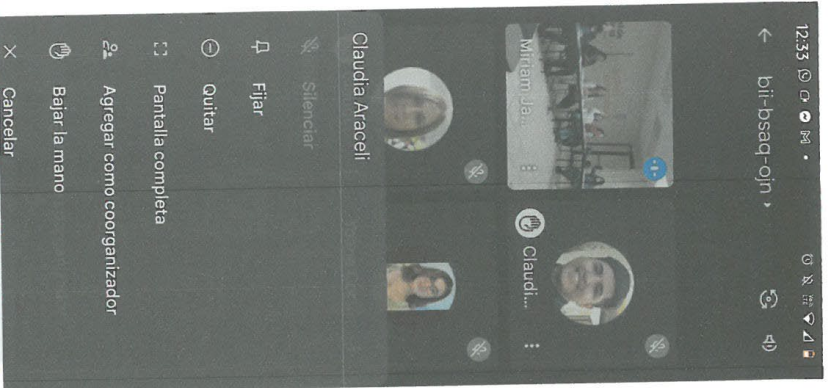 12:33
bii-bsaq-ojn
Miriam Ja...
Claudi...
Claudia Araceli
Silenciar
Fijar
Quitar
Pantalla completa
Agregar como coorganizador
Bajar la mano
Cancelar